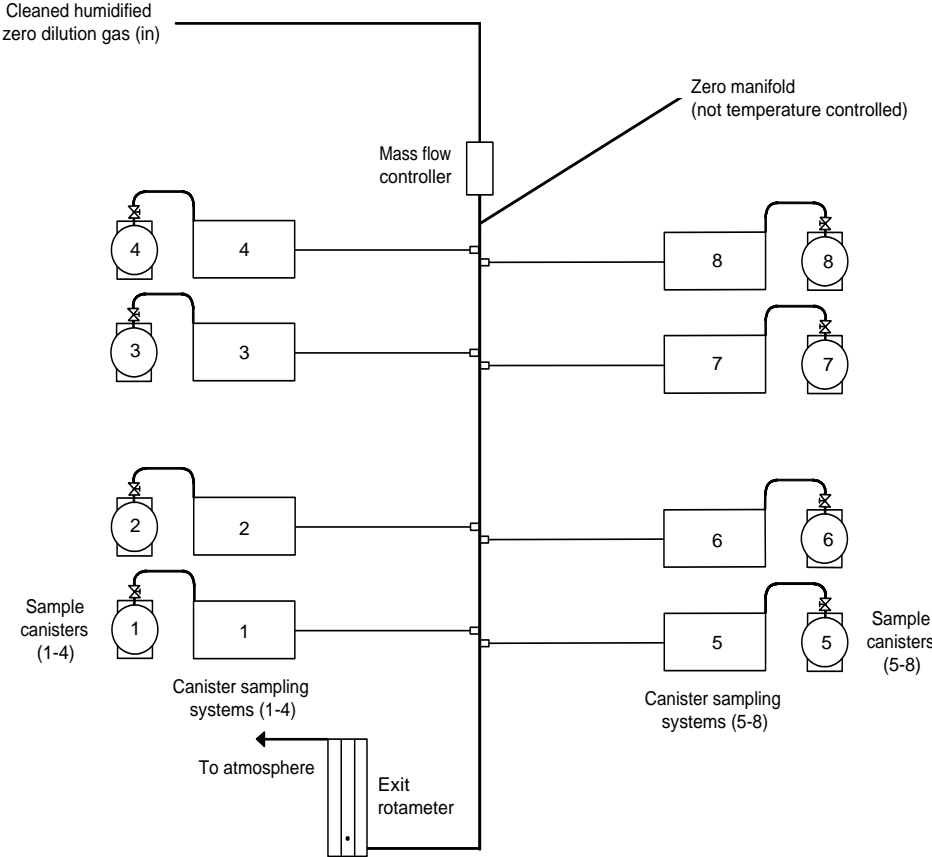 Cleaned humidified
zero dilution gas (in)
Zero manifold
(not temperature controlled)
Mass flow
controller
4
4
8
8
3
3
7
7
2
2
6
6
Sample
canisters
(1-4)
1
1
5
5
Sample
canisters
(5-8)
Canister sampling
systems (1-4)
Canister sampling
systems (5-8)
To atmosphere
Exit
rotameter